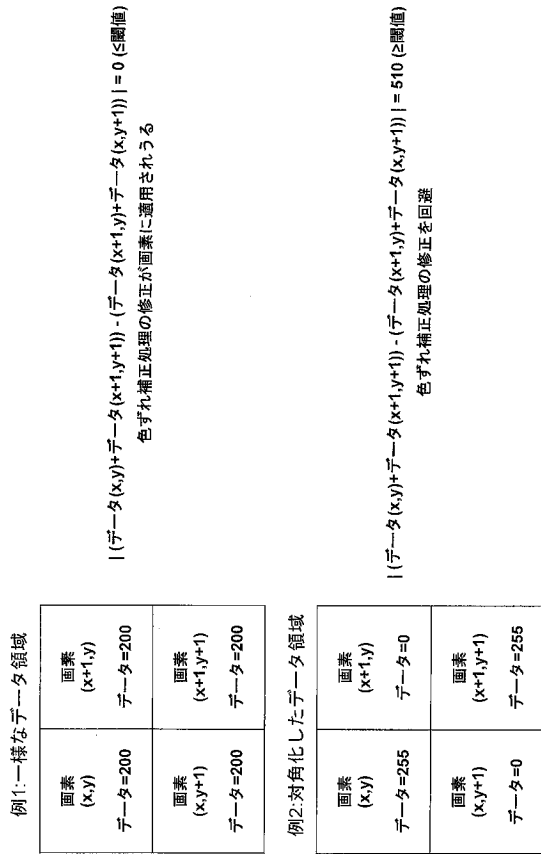 例1:一様なデータ領域
画素
(x,y)
データ=200
画素
(x+1,y)
データ=200
画素
(x,y+1)
データ=200
画素
(x+1,y+1)
データ=200
| (データ(x,y)+データ(x+1,y+1)) - (データ(x+1,y)+データ(x,y+1)) | = 0 (≤閾値)
色ずれ補正処理の修正が画素に適用されうる
例2:対角化したデータ領域
画素
(x,y)
データ=255
画素
(x+1,y)
データ=0
画素
(x,y+1)
データ=0
画素
(x+1,y+1)
データ=255
| (データ(x,y)+データ(x+1,y+1)) - (データ(x+1,y)+データ(x,y+1)) | = 510 (≥閾値)
色ずれ補正処理の修正を回避